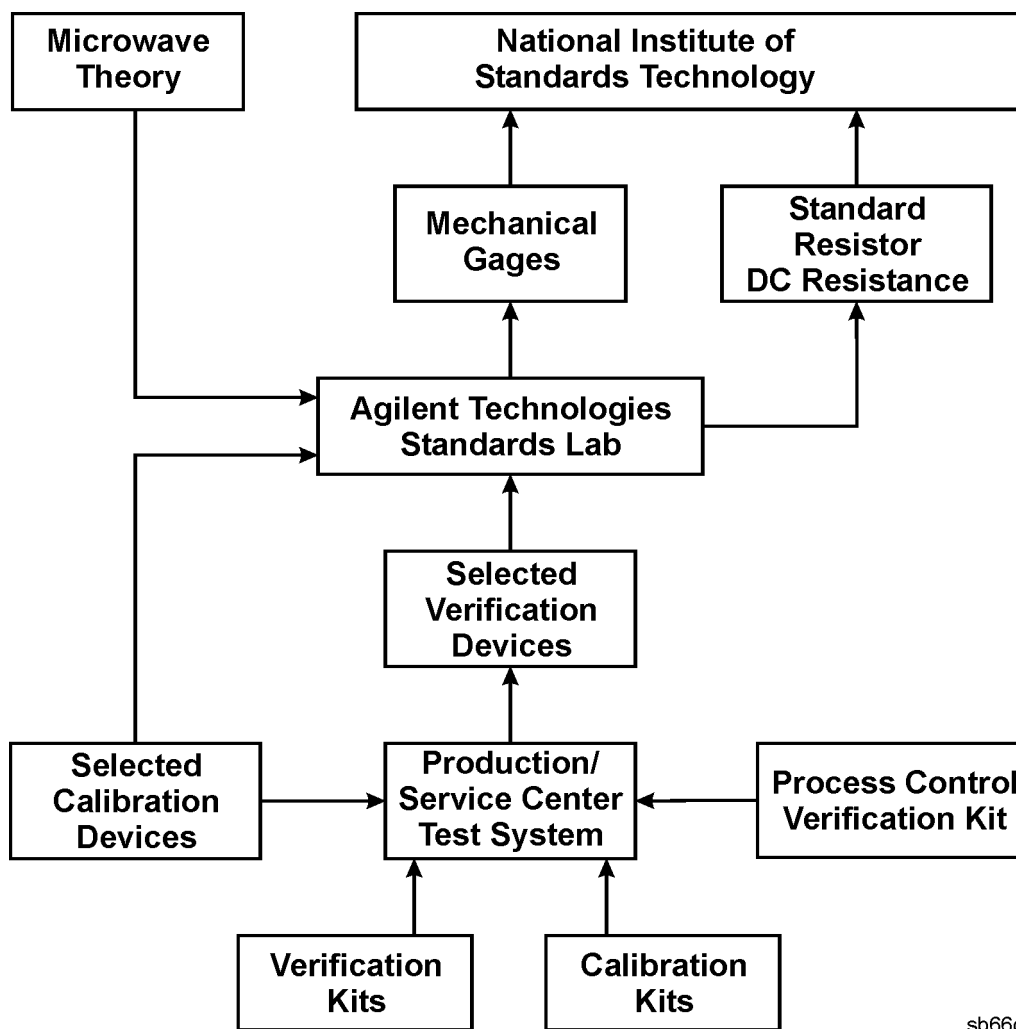 Microwave
Theory
National Institute of
Standards Technology
Mechanical
Gages
Standard
Resistor
DC Resistance
Agilent Technologies
Standards Lab
Selected
Verification
Devices
Selected
Calibration
Devices
Production/
Service Center
Test System
Process Control
Verification Kit
Verification
Kits
Calibration
Kits